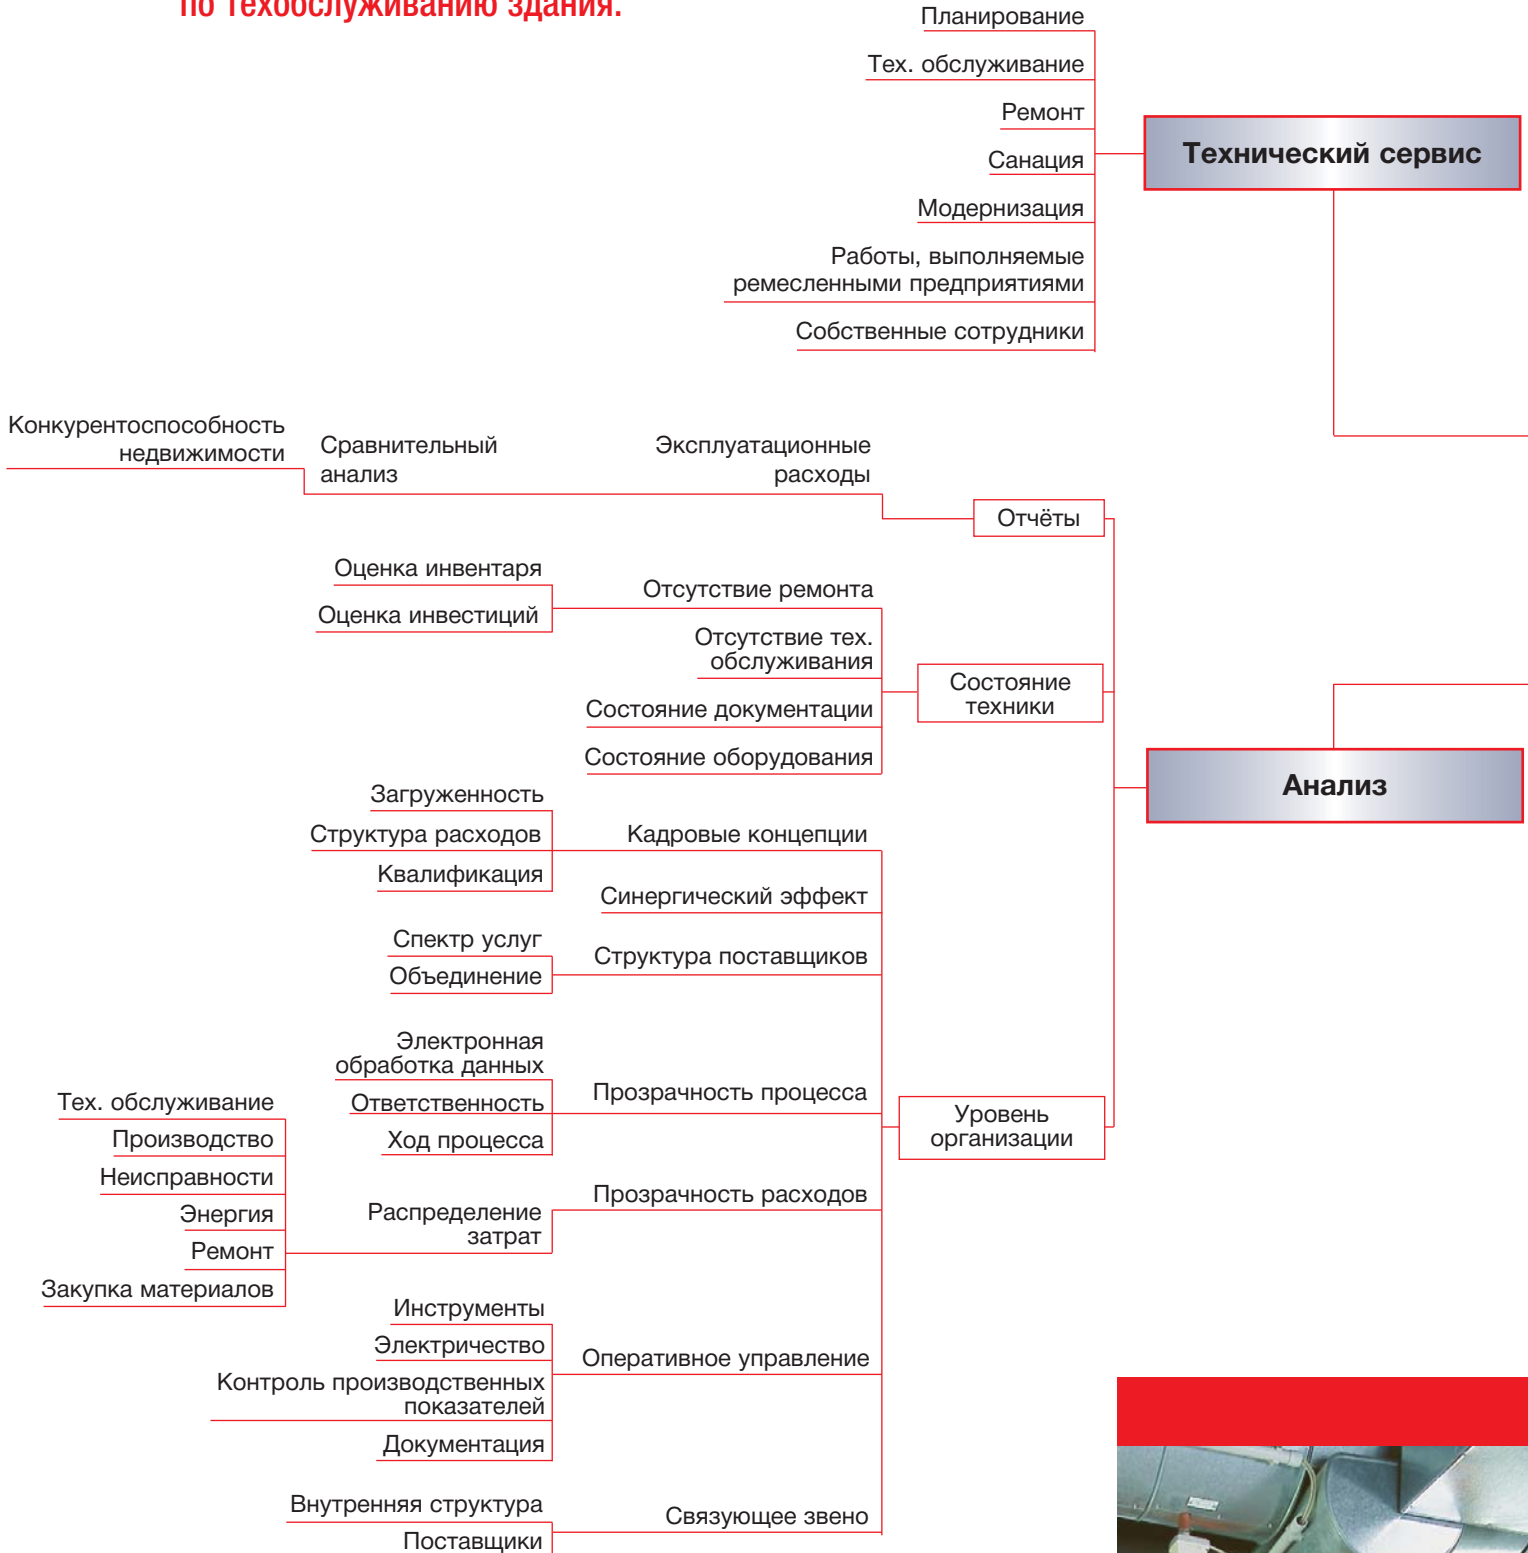 по техобслуживанию здания.
Планирование
Тех. обслуживание
Ремонт
Санация
Модернизация
Работы, выполняемые
ремесленными предприятиями
Собственные сотрудники
Технический сервис
Конкурентоспособность
недвижимости
Сравнительный
анализ
Эксплуатационные
расходы
Отчёты
Оценка инвентаря
Оценка инвестиций
Отсутствие ремонта
Отсутствие тех.
обслуживания
Состояние документации
Состояние оборудования
Состояние
техники
Анализ
Загруженность
Структура расходов
Квалификация
Кадровые концепции
Синергический эффект
Спектр услуг
Объединение
Структура поставщиков
Электронная
обработка данных
Ответственность
Ход процесса
Прозрачность процесса
Уровень
организации
Тех. обслуживание
Производство
Неисправности
Энергия
Ремонт
Закупка материалов
Распределение
затрат
Прозрачность расходов
Инструменты
Электричество
Контроль производственных
показателей
Документация
Оперативное управление
Внутренняя структура
Поставщики
Связующее звено